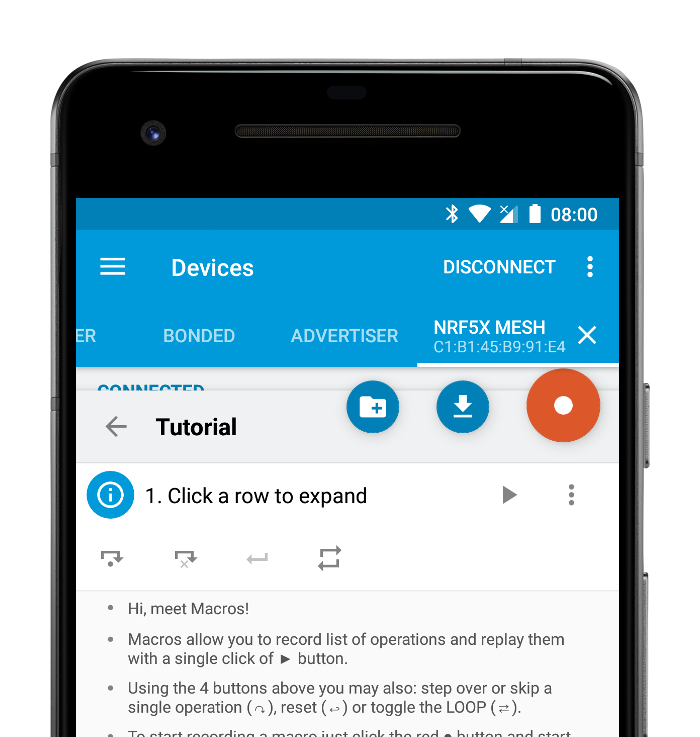 08:00
Devices
DISCONNECT
ER
BONDED
ADVERTISER
NRF5X MESH
C1:B1:45:B9:91:E4
CONNECTED
Tutorial
1. Click a row to expand
• Hi, meet Macros!
• Macros allow you to record list of operations and replay them
with a single click of ► button.
• Using the 4 buttons above you may also: step over or skip a
single operation (↷), reset (↩) or toggle the LOOP (⇄).
• To start recording a macro just click the red ● button and start